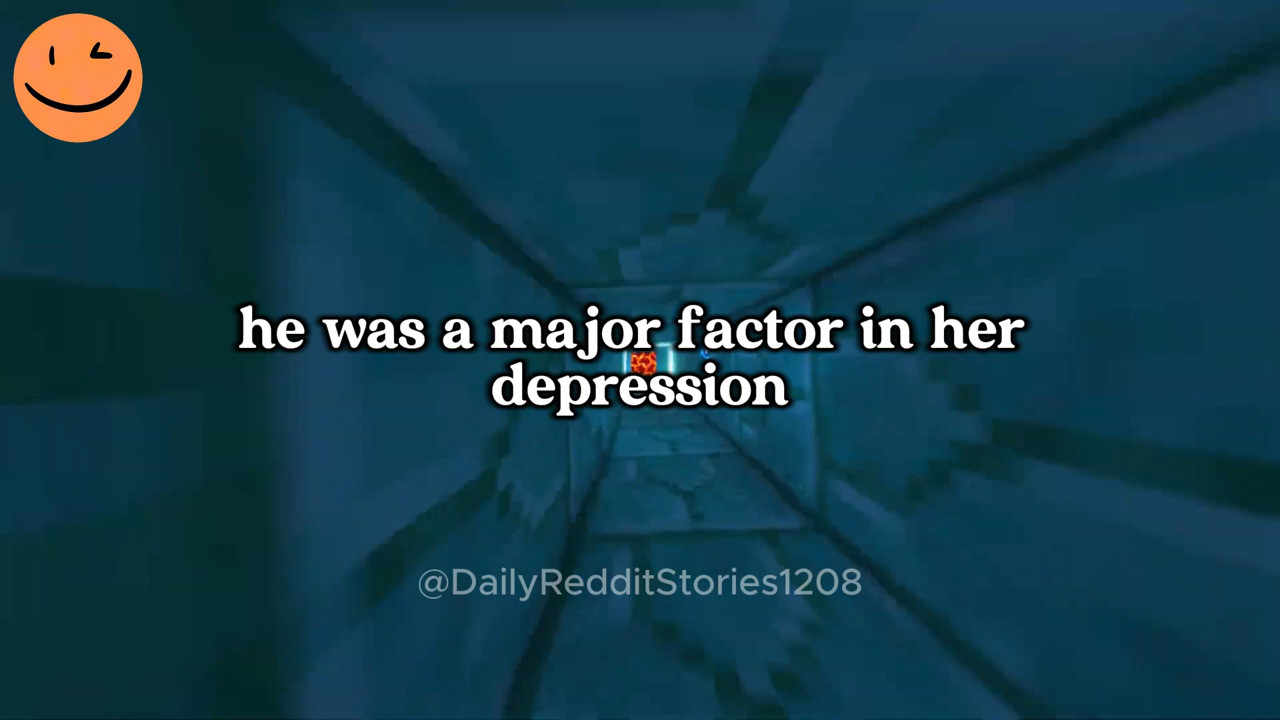 he was a major factor in her
depression
@DailyRedditStories1208